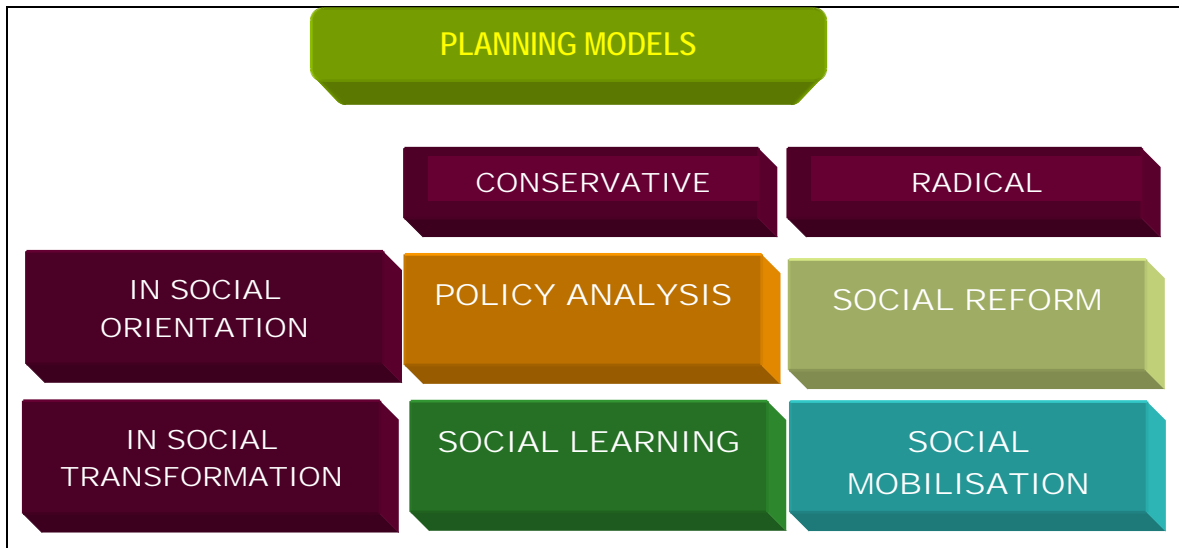 PLANNING MODELS
CONSERVATIVE
RADICAL
IN SOCIAL
ORIENTATION
POLICY ANALYSIS
SOCIAL REFORM
IN SOCIAL
TRANSFORMATION
SOCIAL LEARNING
SOCIAL
MOBILISATION